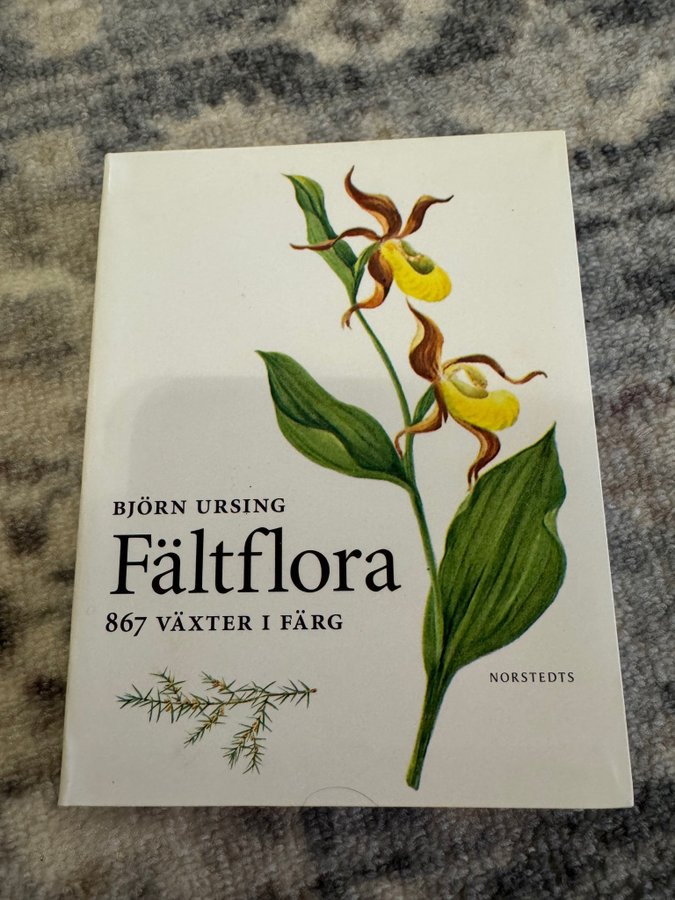 BJÖRN URSING
Fältflora
867 VÄXTER I FÄRG
NORSTEDTS